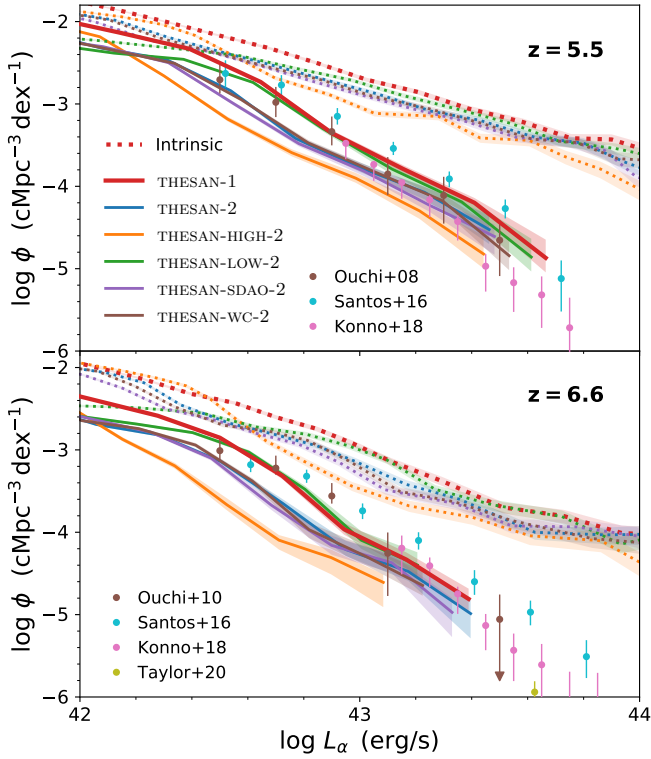 −2
−3
−4
−5
−6
log ϕ (cMpc⁻³ dex⁻¹)
z = 5.5
Intrinsic
THESAN-1
THESAN-2
THESAN-HIGH-2
THESAN-LOW-2
THESAN-SDAO-2
THESAN-WC-2
Ouchi+08
Santos+16
Konno+18
−2
−3
−4
−5
−6
log ϕ (cMpc⁻³ dex⁻¹)
z = 6.6
Ouchi+10
Santos+16
Konno+18
Taylor+20
42 43 44
log Lα (erg/s)